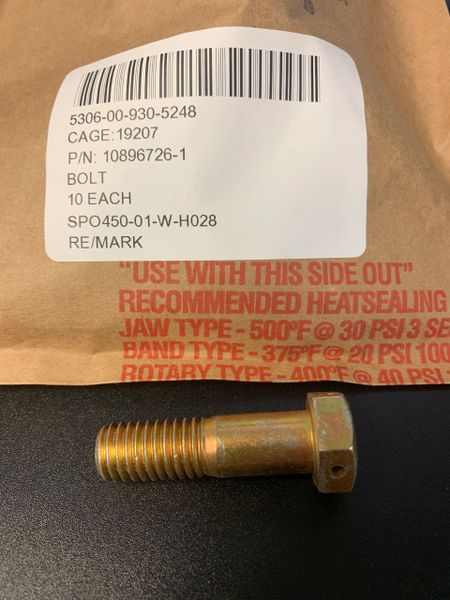 5306-00-930-5248
CAGE:19207
P/N: 10896726-1
BOLT
10 EACH
SPO450-01-W-H028
RE/MARK
"USE WITH THIS SIDE OUT"
RECOMMENDED HEATSEALING
JAW TYPE - 500°F @ 30 PSI 3 SE
BAND TYPE - 375°F @ 20 PSI 100
ROTARY TYPE - 400°F @ 40 PSI